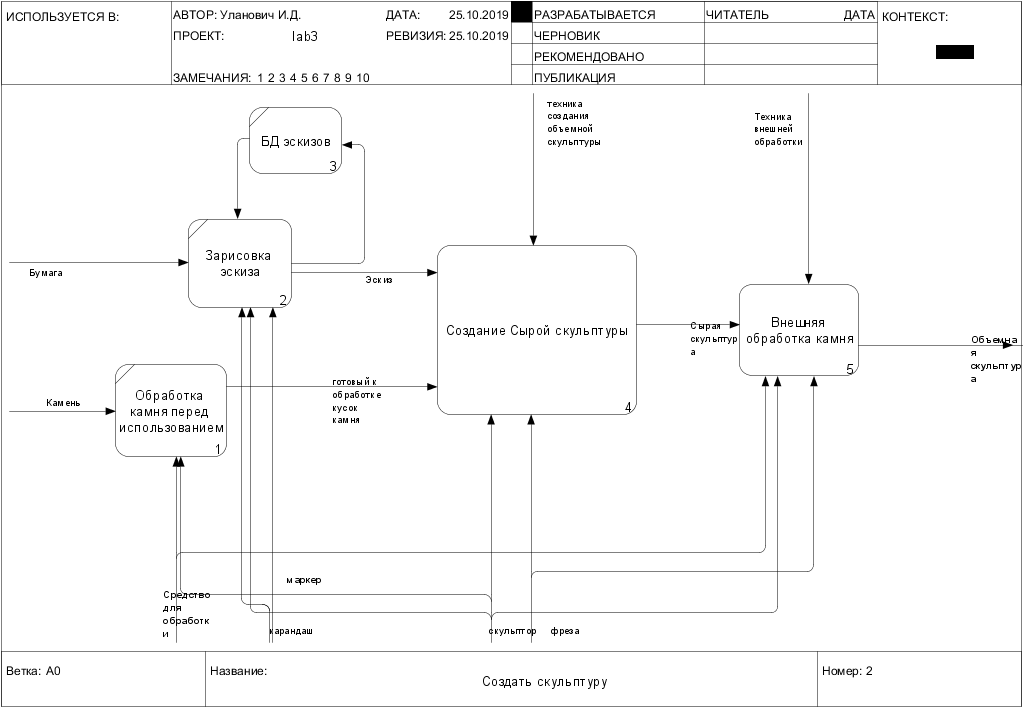 ИСПОЛЬЗУЕТСЯ В:
АВТОР: Уланович И.Д.
ДАТА: 25.10.2019
ПРОЕКТ: lab3
РЕВИЗИЯ: 25.10.2019
ЗАМЕЧАНИЯ: 1 2 3 4 5 6 7 8 9 10
РАЗРАБАТЫВАЕТСЯ
ЧЕРНОВИК
РЕКОМЕНДОВАНО
ПУБЛИКАЦИЯ
ЧИТАТЕЛЬ
ДАТА
КОНТЕКСТ:
техника
создания
объемной
скульптуры
Техника
внешней
обработки
БД эскизов
3
Зарисовка
эскиза
2
Бумага
Эскиз
Создание Сырой скульптуры
4
Сырая
скульптур
а
Внешняя
обработка камня
5
Объемна
я
скульптур
а
Камень
Обработка
камня перед
использованием
1
готовый к
обработке
кусок
камня
маркер
Средство
для
обработк
и
карандаш
скульптор
фреза
Ветка: A0
Название:
Создать скульптуру
Номер: 2